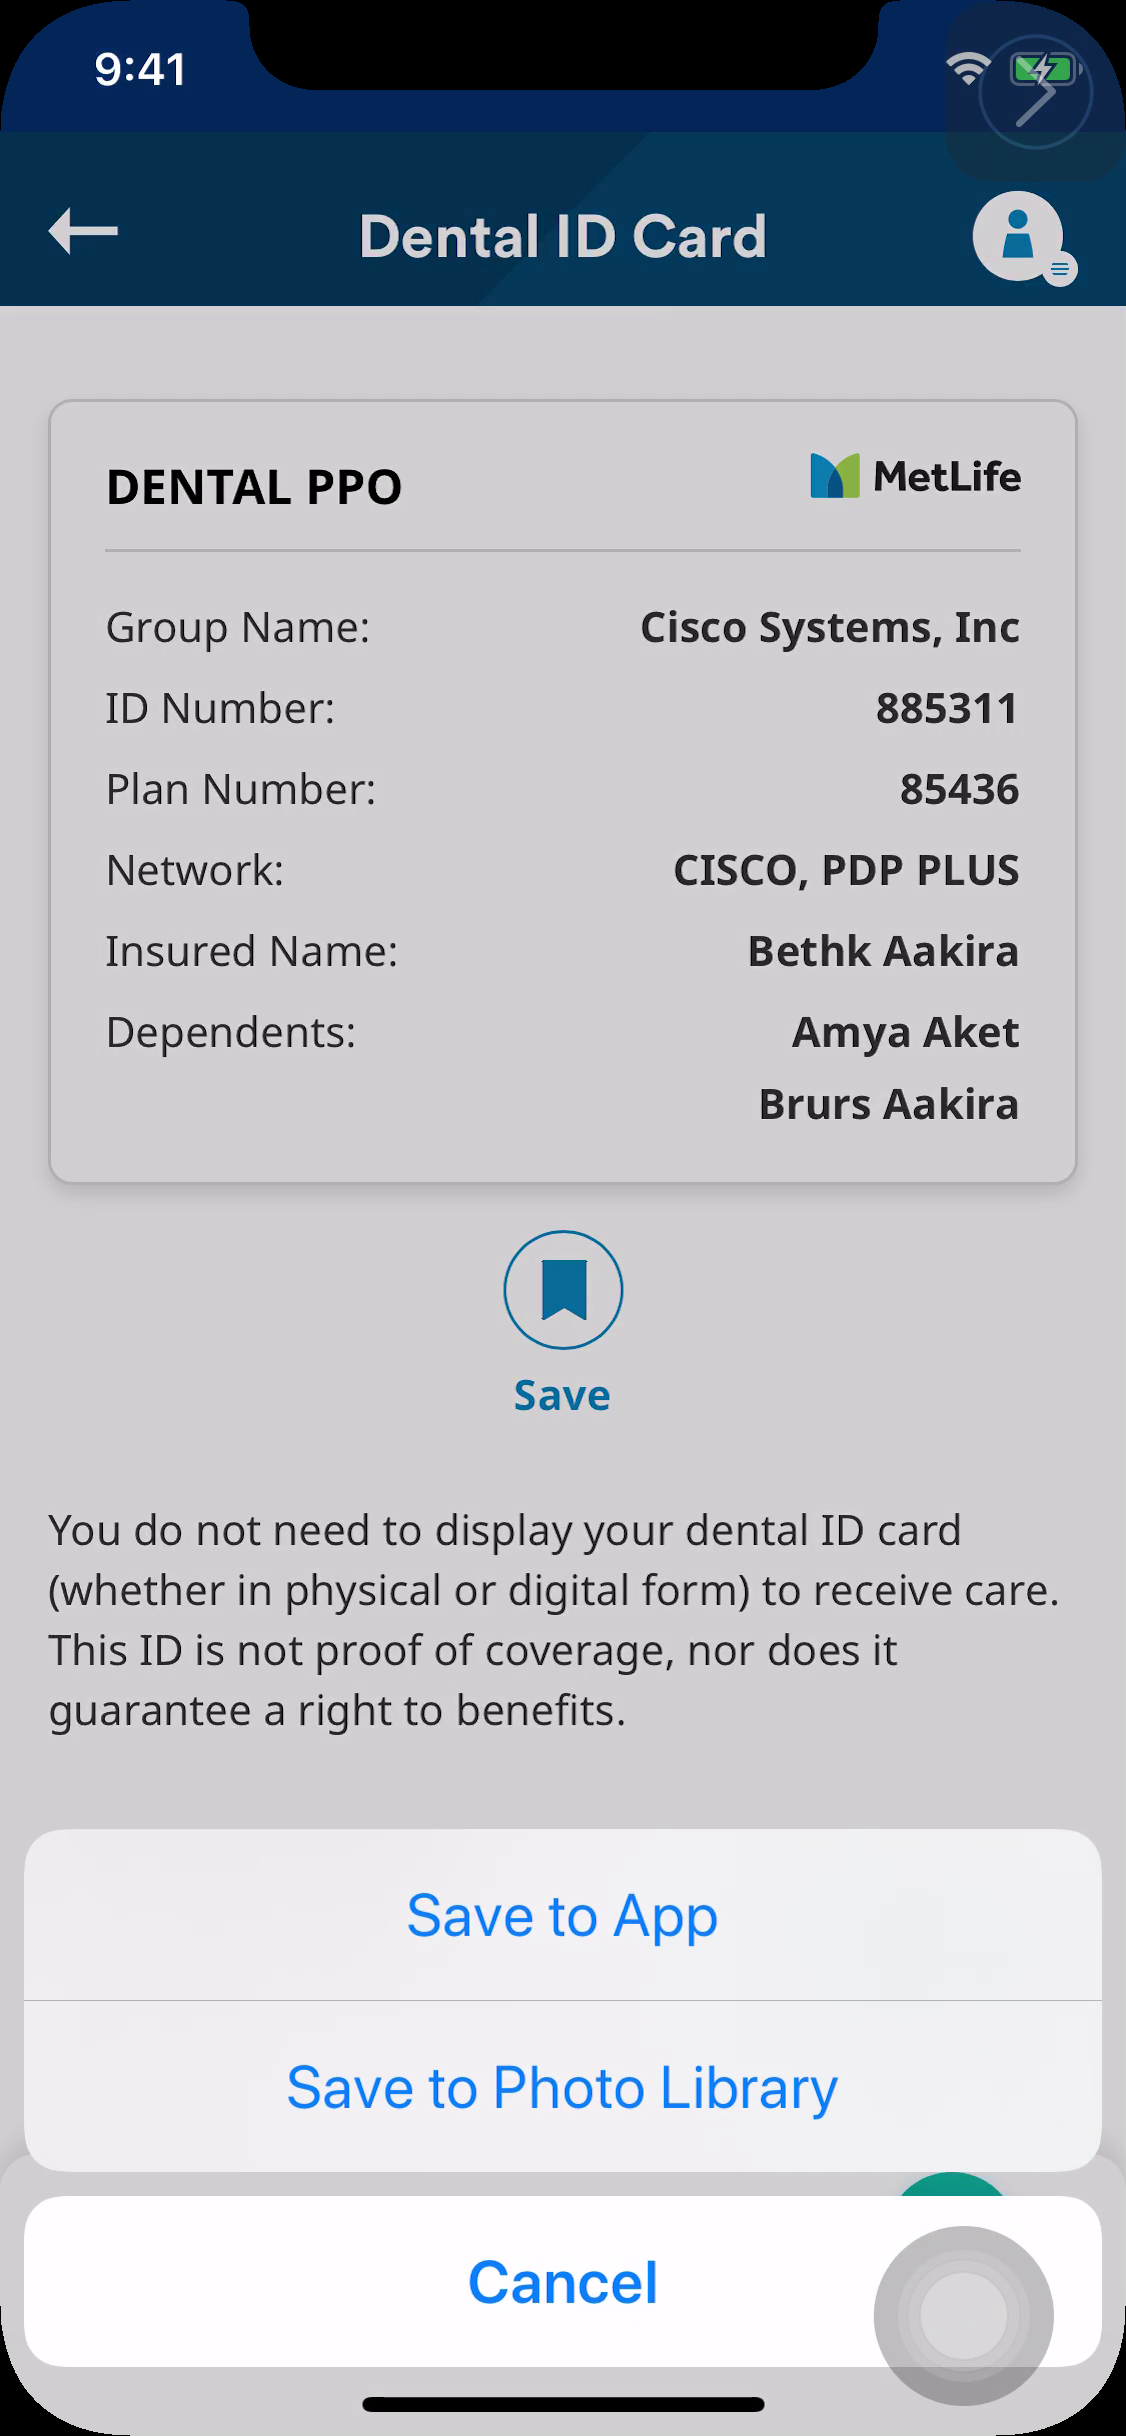 9:41
Dental ID Card
DENTAL PPO
MetLife
Group Name: Cisco Systems, Inc
ID Number: 885311
Plan Number: 85436
Network: CISCO, PDP PLUS
Insured Name: Bethk Aakira
Dependents: Amya Aket
Brurs Aakira
Save
You do not need to display your dental ID card
(whether in physical or digital form) to receive care.
This ID is not proof of coverage, nor does it
guarantee a right to benefits.
Save to App
Save to Photo Library
Cancel